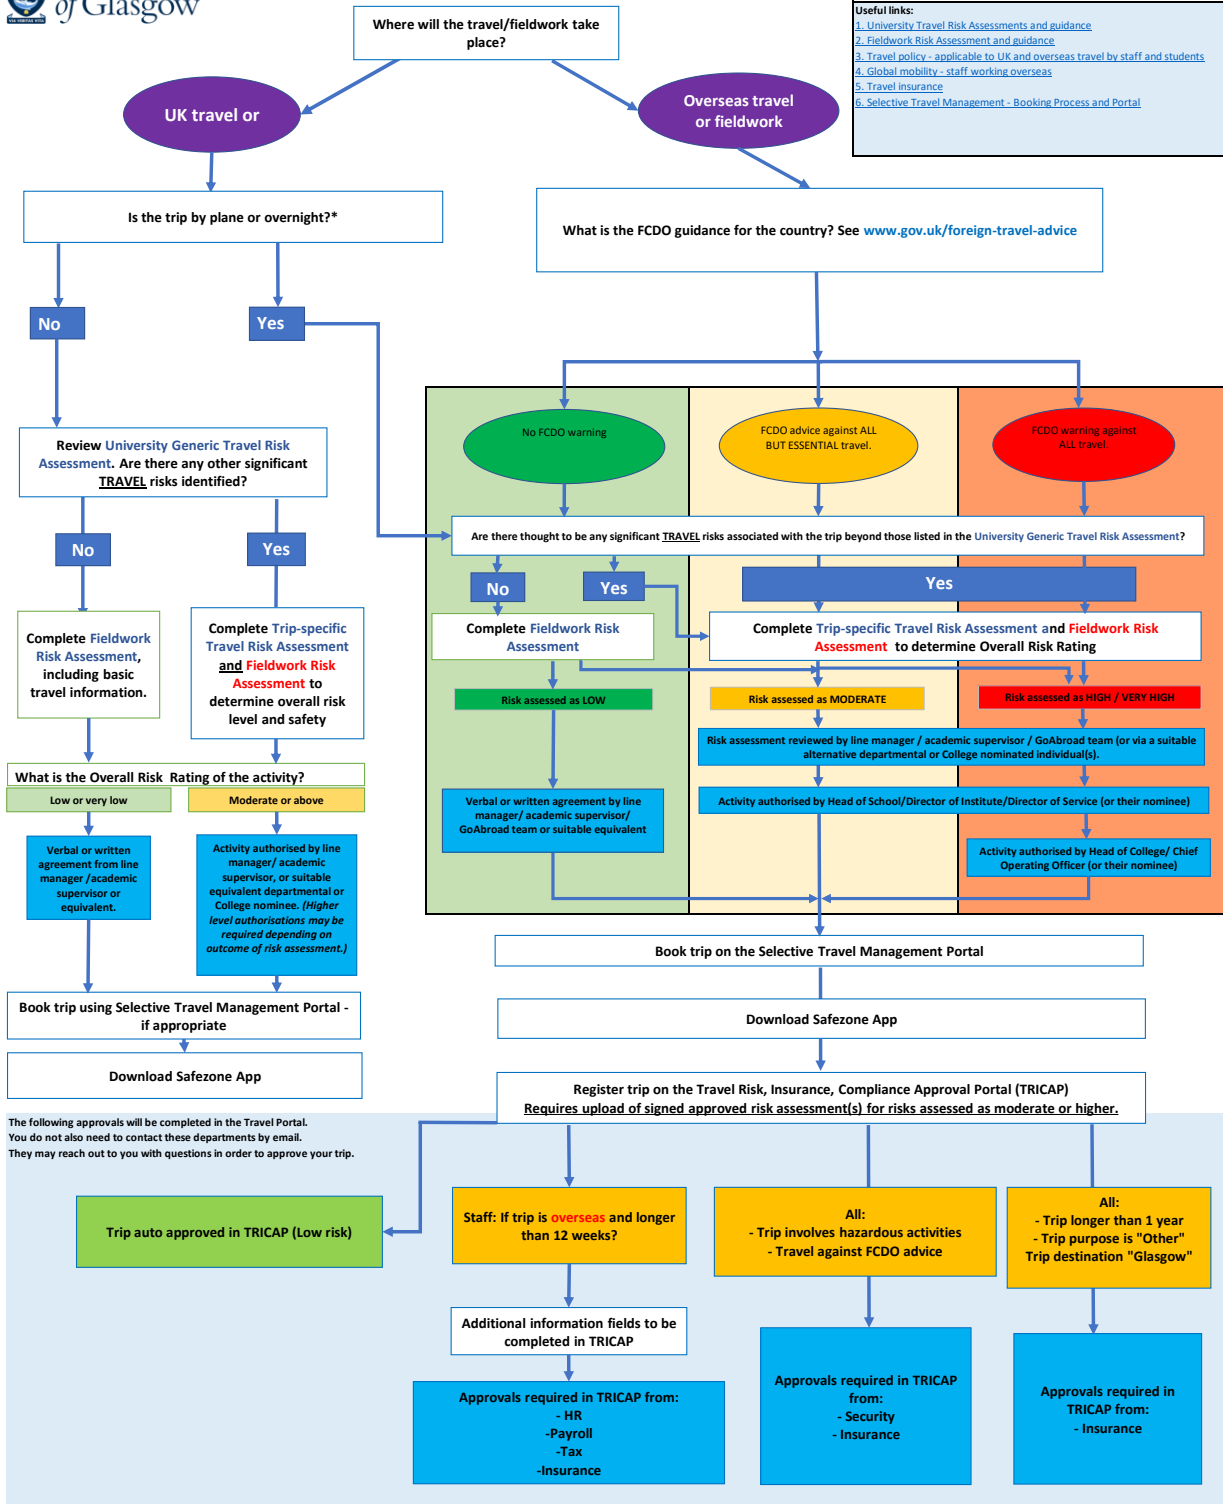 of Glasgow
VIA VERITAS VITA
Where will the travel/fieldwork take
place?
Useful links:
1. University Travel Risk Assessments and guidance
2. Fieldwork Risk Assessment and guidance
3. Travel policy - applicable to UK and overseas travel by staff and students
4. Global mobility - staff working overseas
5. Travel insurance
6. Selective Travel Management - Booking Process and Portal
UK travel or
Overseas travel
or fieldwork
Is the trip by plane or overnight?*
What is the FCDO guidance for the country? See www.gov.uk/foreign-travel-advice
No
Yes
No FCDO warning
FCDO advice against ALL
BUT ESSENTIAL travel.
FCDO warning against
ALL travel.
Review University Generic Travel Risk
Assessment. Are there any other significant
TRAVEL risks identified?
Are there thought to be any significant TRAVEL risks associated with the trip beyond those listed in the University Generic Travel Risk Assessment?
No
Yes
No
Yes
Yes
Complete Fieldwork
Risk Assessment,
including basic
travel information.
Complete Trip-specific
Travel Risk Assessment
and Fieldwork Risk
Assessment to
determine overall risk
level and safety
Complete Fieldwork Risk
Assessment
Complete Trip-specific Travel Risk Assessment and Fieldwork Risk
Assessment to determine Overall Risk Rating
Risk assessed as LOW
Risk assessed as MODERATE
Risk assessed as HIGH / VERY HIGH
Risk assessment reviewed by line manager / academic supervisor / GoAbroad team (or via a suitable
alternative departmental or College nominated individual(s).
What is the Overall Risk Rating of the activity?
Low or very low
Moderate or above
Verbal or written agreement by line
manager/ academic supervisor/
GoAbroad team or suitable equivalent
Activity authorised by Head of School/Director of Institute/Director of Service (or their nominee)
Verbal or written
agreement from line
manager /academic
supervisor or
equivalent.
Activity authorised by line
manager/ academic
supervisor, or suitable
equivalent departmental or
College nominee. (Higher
level authorisations may be
required depending on
outcome of risk assessment.)
Activity authorised by Head of College/ Chief
Operating Officer (or their nominee)
Book trip on the Selective Travel Management Portal
Book trip using Selective Travel Management Portal -
if appropriate
Download Safezone App
Download Safezone App
Register trip on the Travel Risk, Insurance, Compliance Approval Portal (TRICAP)
Requires upload of signed approved risk assessment(s) for risks assessed as moderate or higher.
The following approvals will be completed in the Travel Portal.
You do not also need to contact these departments by email.
They may reach out to you with questions in order to approve your trip.
Trip auto approved in TRICAP (Low risk)
Staff: If trip is overseas and longer
than 12 weeks?
All:
- Trip involves hazardous activities
- Travel against FCDO advice
All:
- Trip longer than 1 year
- Trip purpose is "Other"
Trip destination "Glasgow"
Additional information fields to be
completed in TRICAP
Approvals required in TRICAP from:
- HR
-Payroll
-Tax
-Insurance
Approvals required in TRICAP
from:
- Security
- Insurance
Approvals required in
TRICAP from:
- Insurance